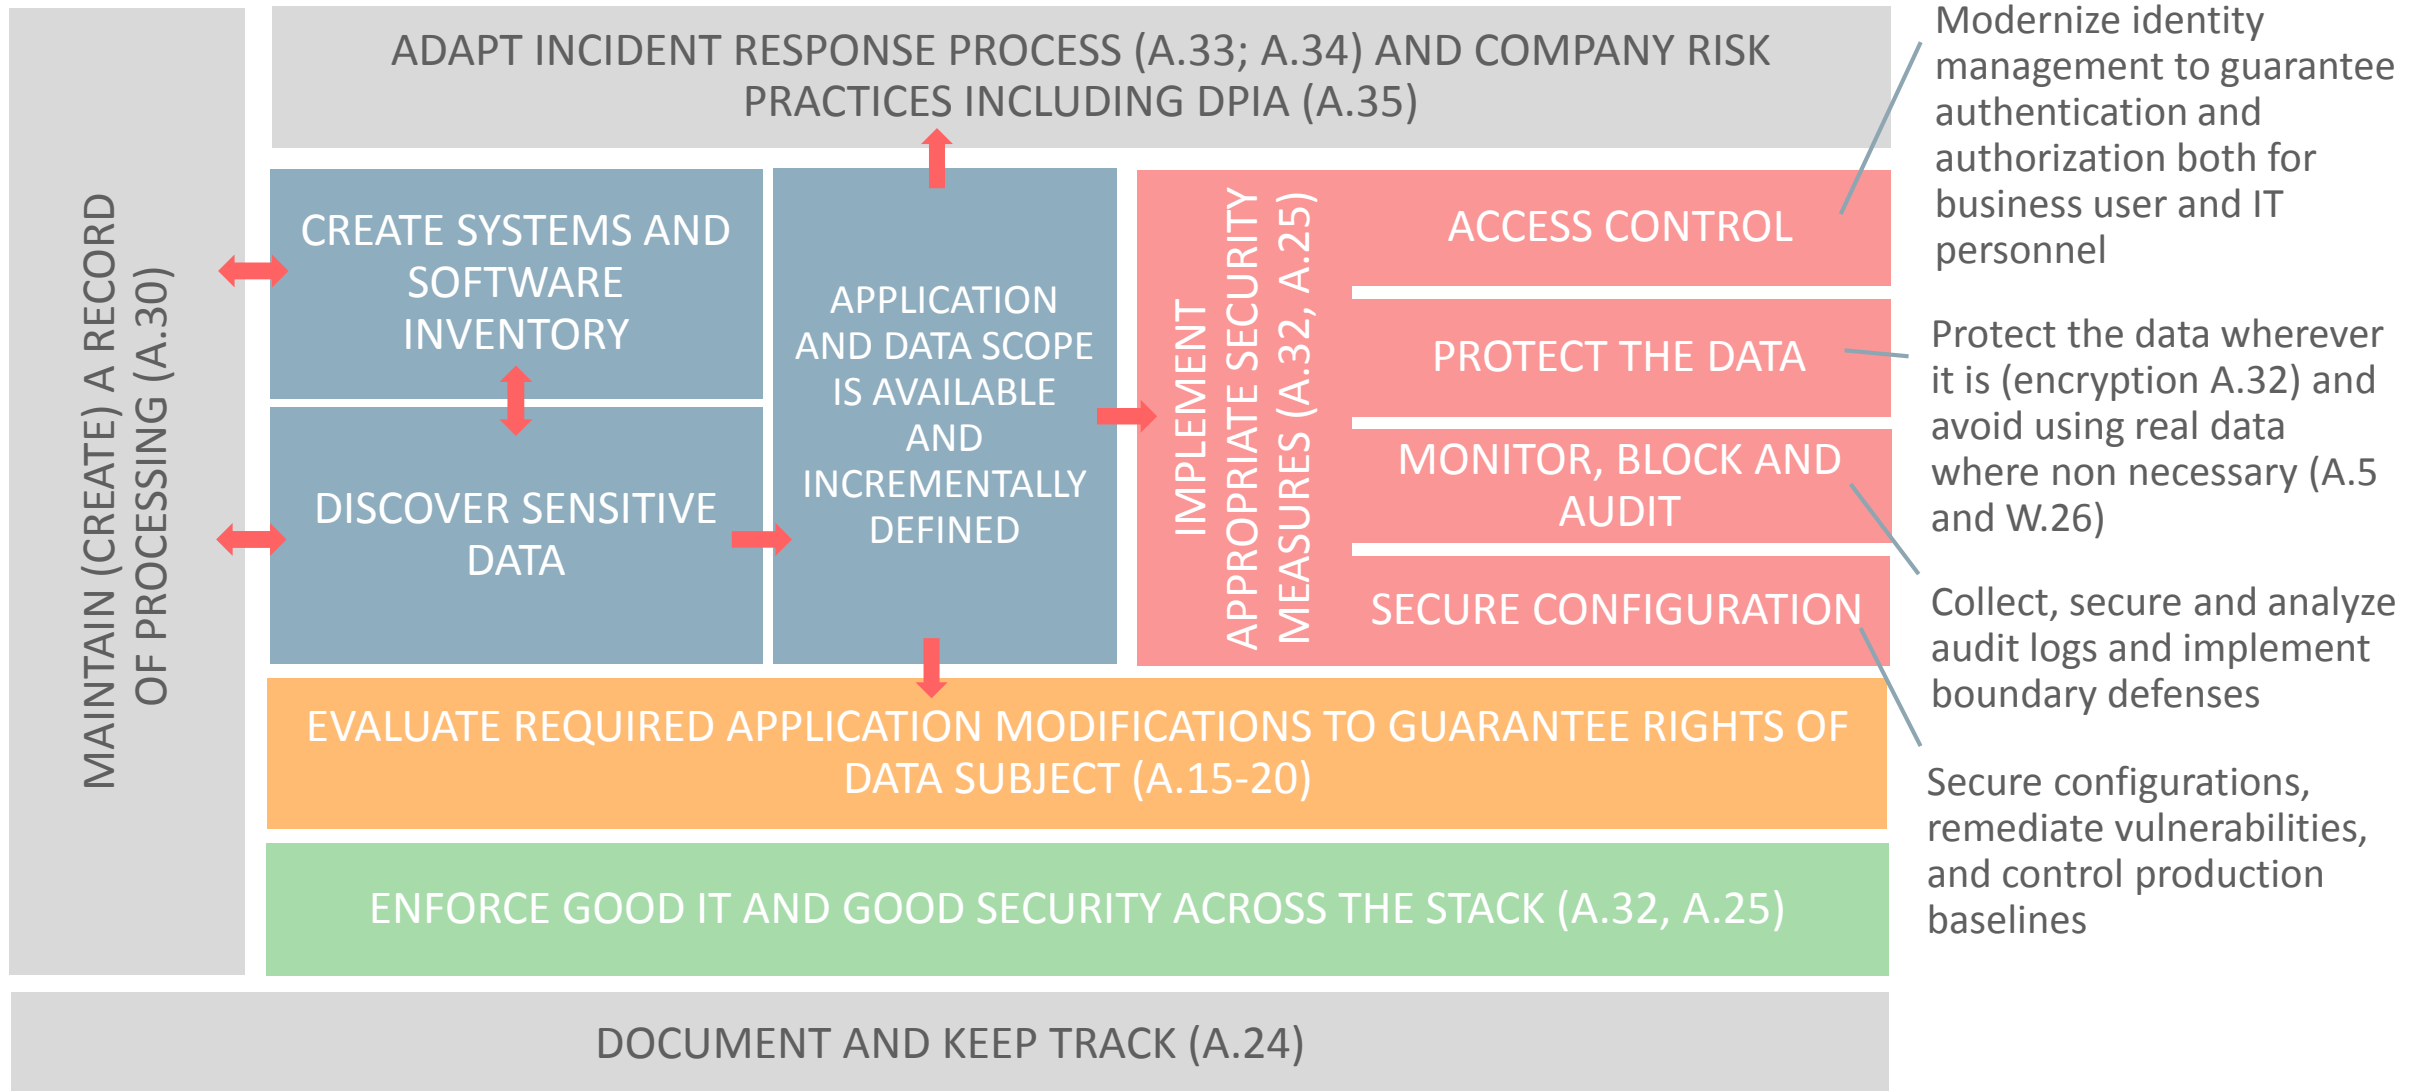 ADAPT INCIDENT RESPONSE PROCESS (A.33; A.34) AND COMPANY RISK
PRACTICES INCLUDING DPIA (A.35)
MAINTAIN (CREATE) A RECORD
OF PROCESSING (A.30)
CREATE SYSTEMS AND
SOFTWARE
INVENTORY
DISCOVER SENSITIVE
DATA
APPLICATION
AND DATA SCOPE
IS AVAILABLE
AND
INCREMENTALLY
DEFINED
IMPLEMENT
APPROPRIATE SECURITY
MEASURES (A.32, A.25)
ACCESS CONTROL
PROTECT THE DATA
MONITOR, BLOCK AND
AUDIT
SECURE CONFIGURATION
Modernize identity
management to guarantee
authentication and
authorization both for
business user and IT
personnel
Protect the data wherever
it is (encryption A.32) and
avoid using real data
where non necessary (A.5
and W.26)
Collect, secure and analyze
audit logs and implement
boundary defenses
Secure configurations,
remediate vulnerabilities,
and control production
baselines
EVALUATE REQUIRED APPLICATION MODIFICATIONS TO GUARANTEE RIGHTS OF
DATA SUBJECT (A.15-20)
ENFORCE GOOD IT AND GOOD SECURITY ACROSS THE STACK (A.32, A.25)
DOCUMENT AND KEEP TRACK (A.24)